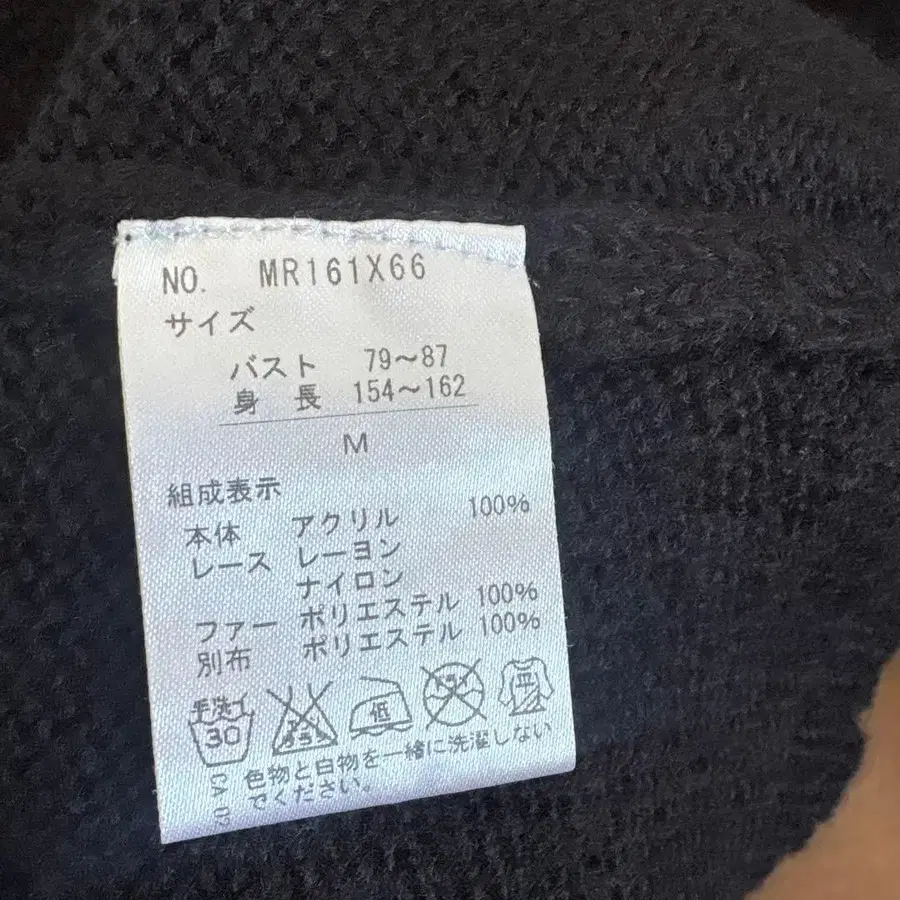 NO. MR161X66
サイズ
バスト 79～87
身長 154～162
M
組成表示
本体 アクリル 100%
レース レーヨン
ナイロン
ファー ポリエステル 100%
別布 ポリエステル 100%
手洗イ
30
低
平
色物と白物を一緒に洗濯しない
でください。
CA